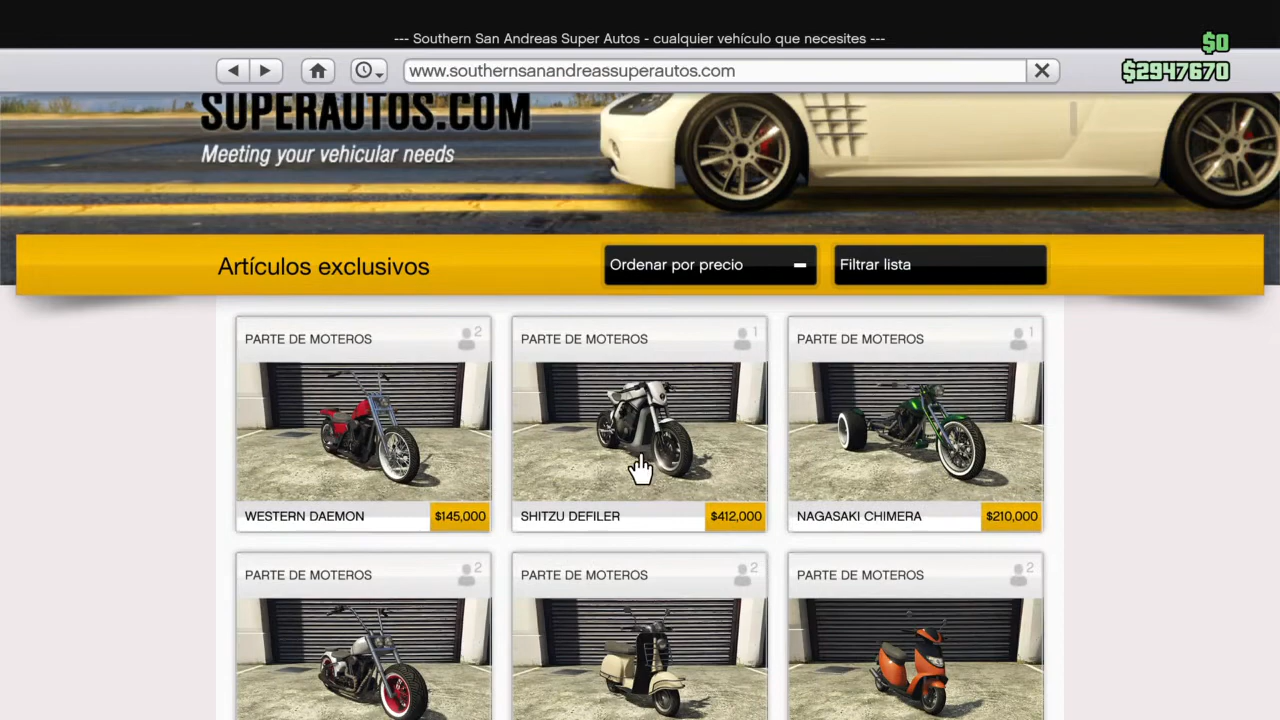 --- Southern San Andreas Super Autos - cualquier vehículo que necesites ---
$0
www.southernsanandreassuperautos.com
$2947670
SUPERAUTOS.COM
Meeting your vehicular needs
Artículos exclusivos
Ordenar por precio
Filtrar lista
PARTE DE MOTEROS 2
PARTE DE MOTEROS 1
PARTE DE MOTEROS 1
WESTERN DAEMON $145,000
SHITZU DEFILER $412,000
NAGASAKI CHIMERA $210,000
PARTE DE MOTEROS 2
PARTE DE MOTEROS 2
PARTE DE MOTEROS 2